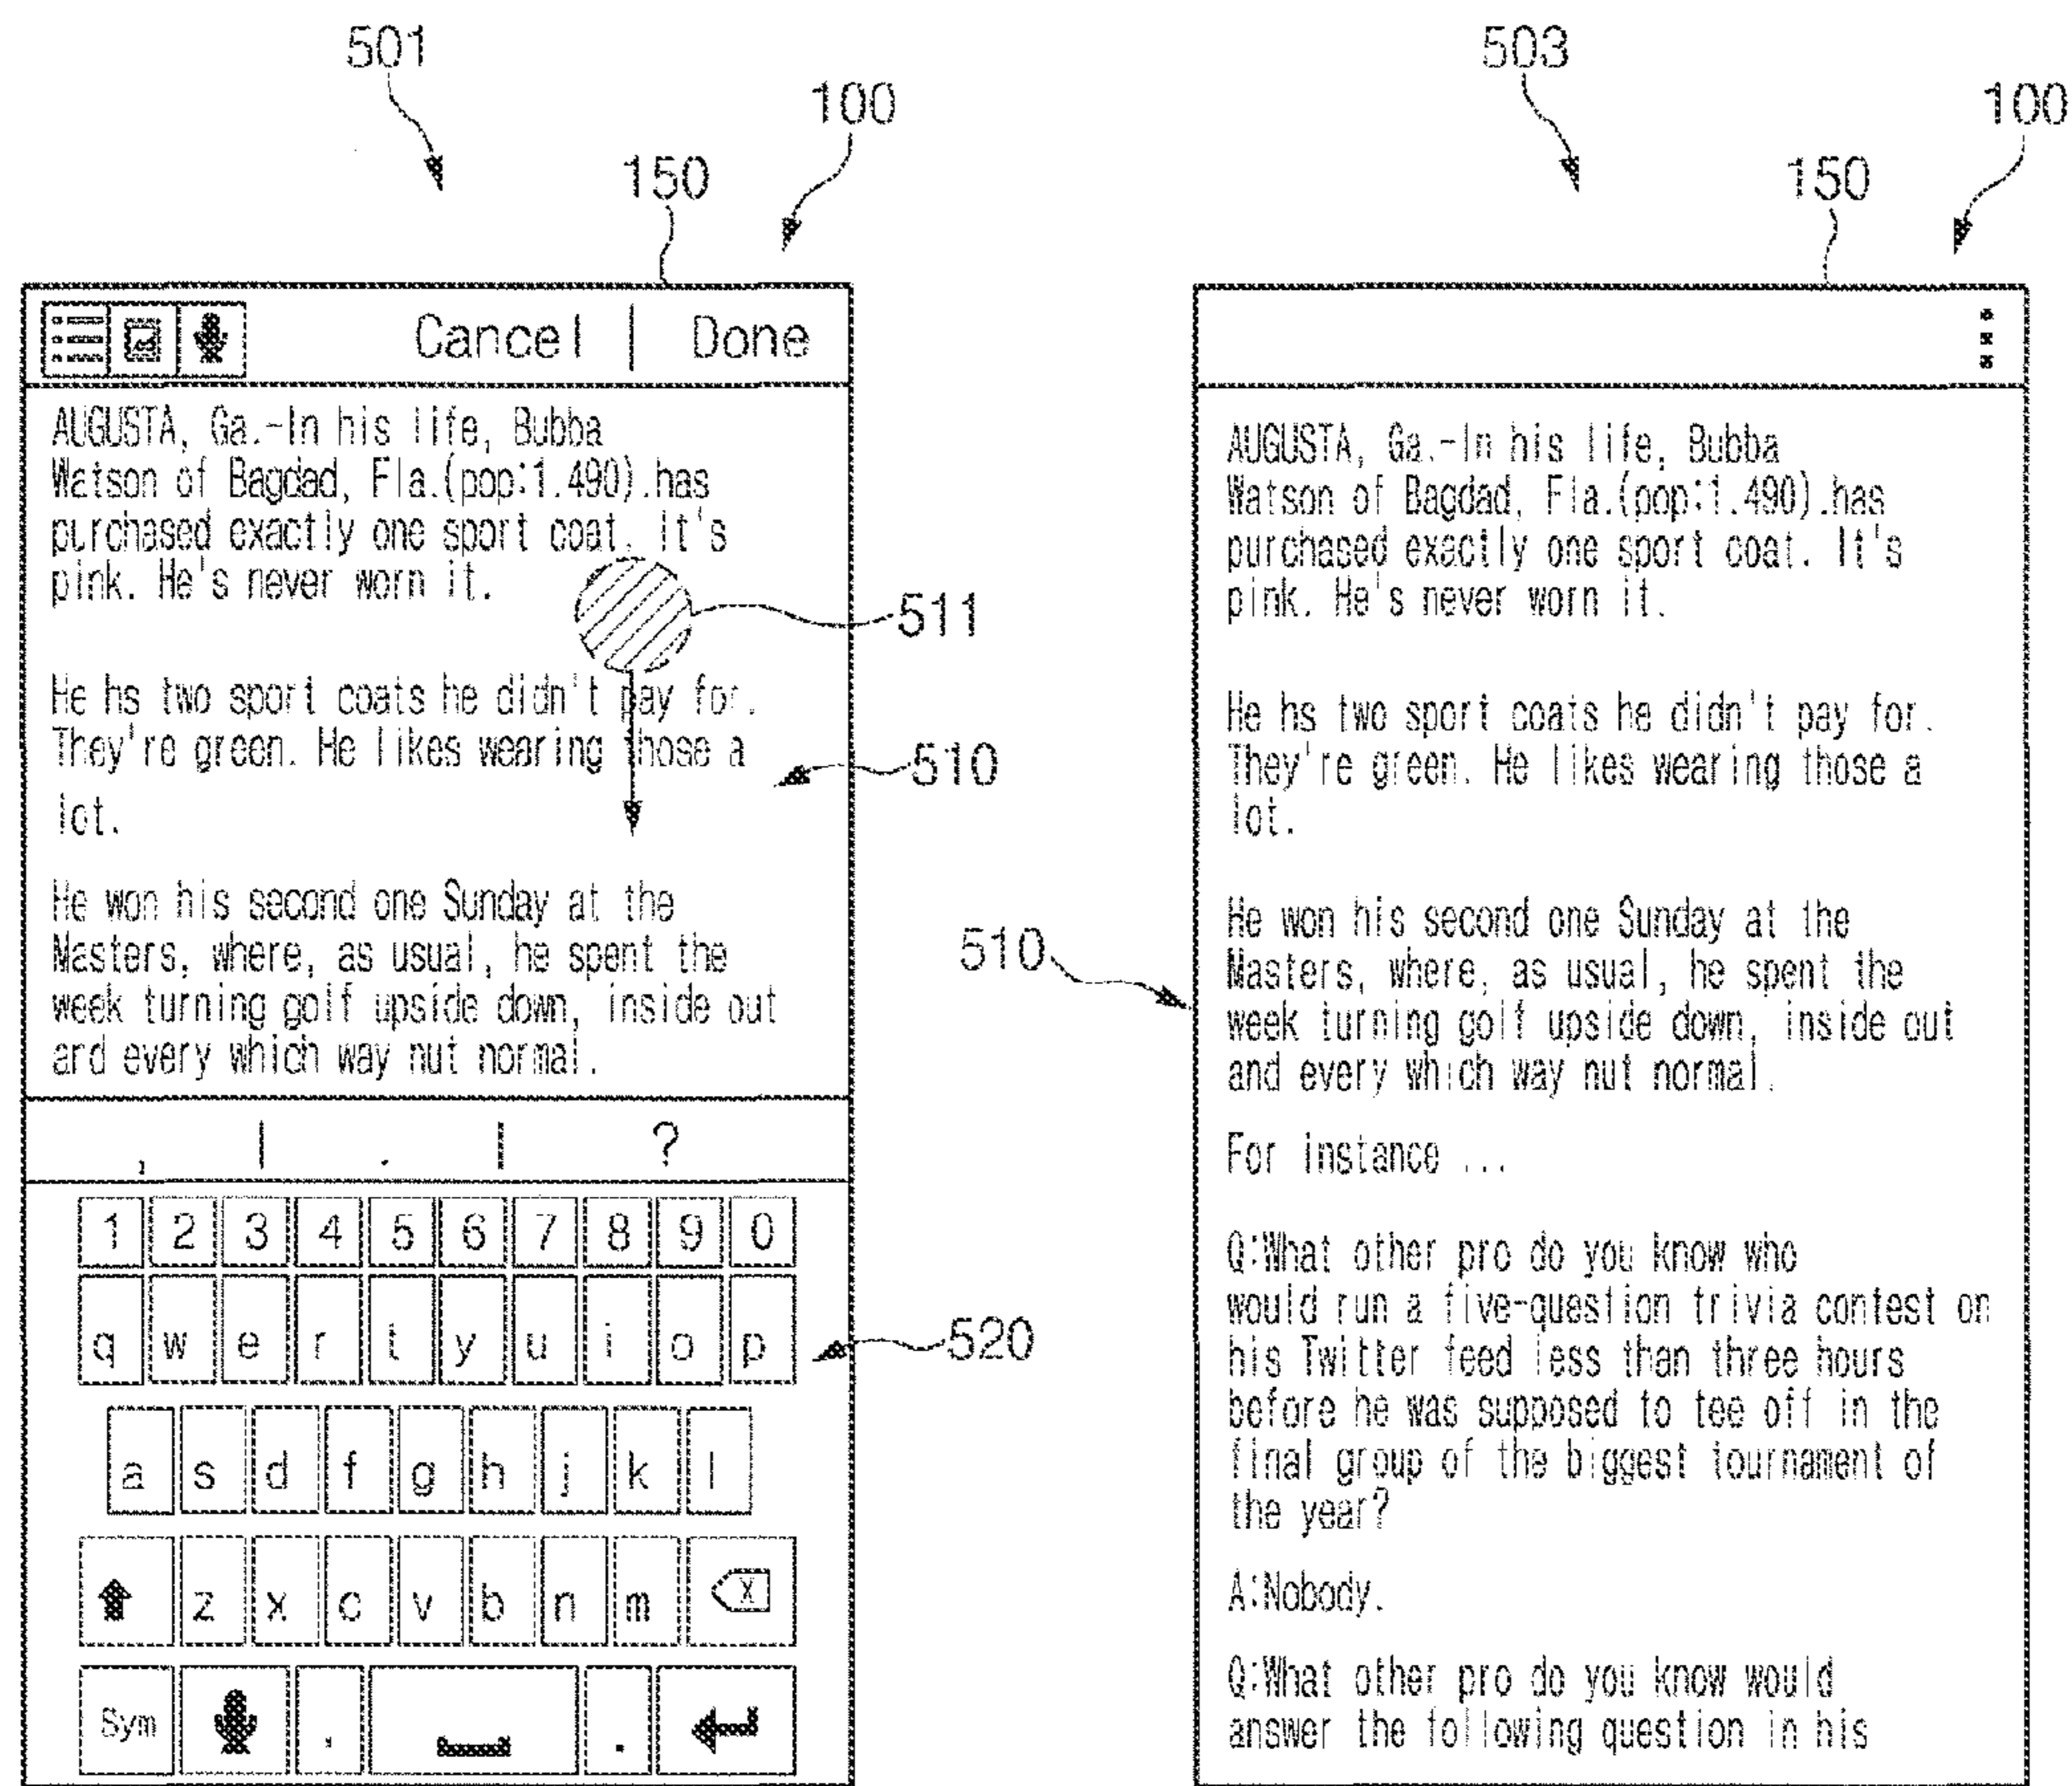 501
100
150
Cancel | Done
AUGUSTA, Ga.-In his life, Bubba
Watson of Bagdad, Fla.(pop:1.490).has
purchased exactly one sport coat. It's
pink. He's never worn it.
511
He hs two sport coats he didn't pay for.
They're green. He likes wearing those a
lot.
510
He won his second one Sunday at the
Masters, where, as usual, he spent the
week turning golf upside down, inside out
and every which way nut normal.
, | . | ?
1 2 3 4 5 6 7 8 9 0
q w e r t y u i o p
520
a s d f g h j k l
z x c v b n m X
Sym , .
503
100
150
AUGUSTA, Ga.-In his life, Bubba
Watson of Bagdad, Fla.(pop:1.490).has
purchased exactly one sport coat. It's
pink. He's never worn it.
He hs two sport coats he didn't pay for.
They're green. He likes wearing those a
lot.
510
He won his second one Sunday at the
Masters, where, as usual, he spent the
week turning golf upside down, inside out
and every which way nut normal.
For instance ...
Q:What other pro do you know who
would run a five-question trivia contest on
his Twitter feed less than three hours
before he was supposed to tee off in the
final group of the biggest tournament of
the year?
A:Nobody.
Q:What other pro do you know would
answer the following question in his